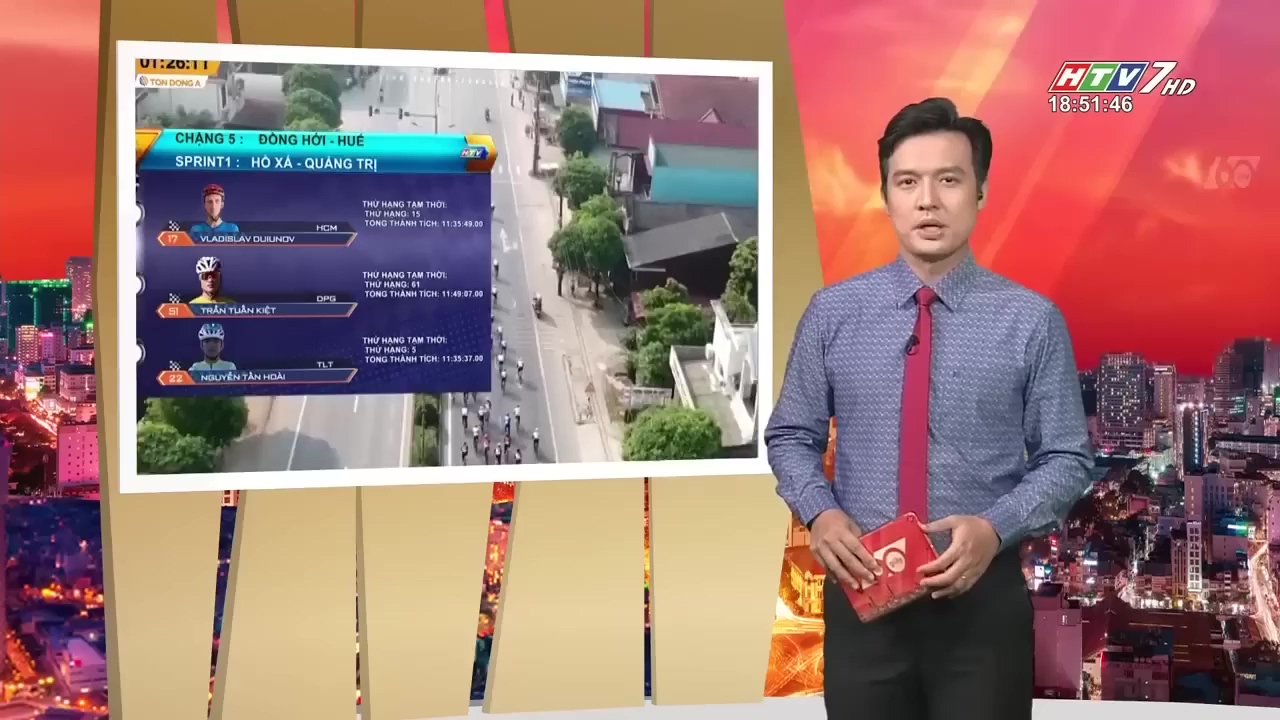 01:26:11
TON DONG A
CHẶNG 5 : ĐỒNG HỚI - HUẾ
SPRINT1 : HỒ XÁ - QUẢNG TRỊ
HTV
THỨ HẠNG TẠM THỜI:
THỨ HẠNG: 15
TỔNG THÀNH TÍCH: 11:35:49.00
HCM
17 VLADISLAV DUIUNOV
THỨ HẠNG TẠM THỜI:
THỨ HẠNG: 61
TỔNG THÀNH TÍCH: 11:49:07.00
DPG
51 TRẦN TUẤN KIỆT
THỨ HẠNG TẠM THỜI:
THỨ HẠNG: 5
TỔNG THÀNH TÍCH: 11:35:37.00
TLT
22 NGUYỄN TẤN HOÀI
HTV7 HD
18:51:46
60